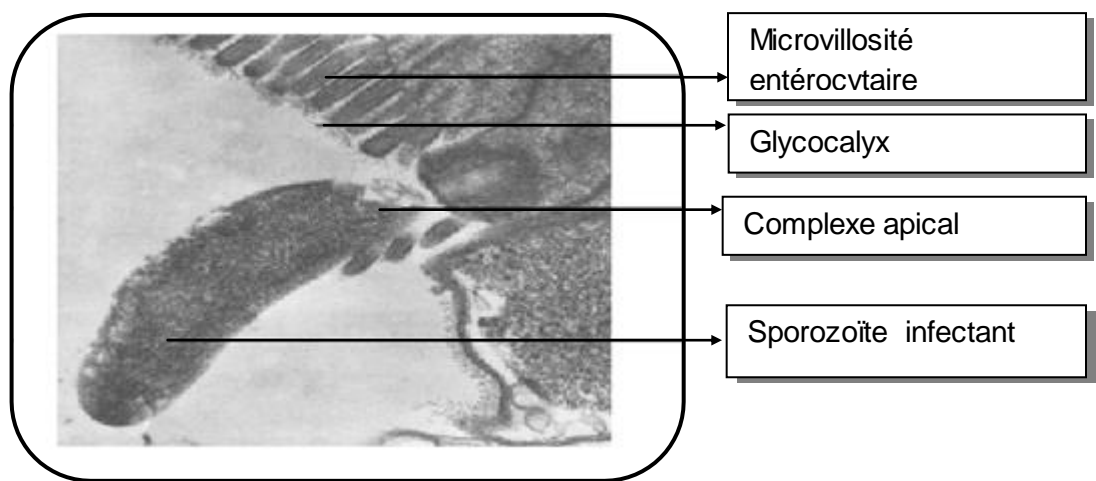 Microvillosité
entérocvtaire
Glycocalyx
Complexe apical
Sporozoïte infectant